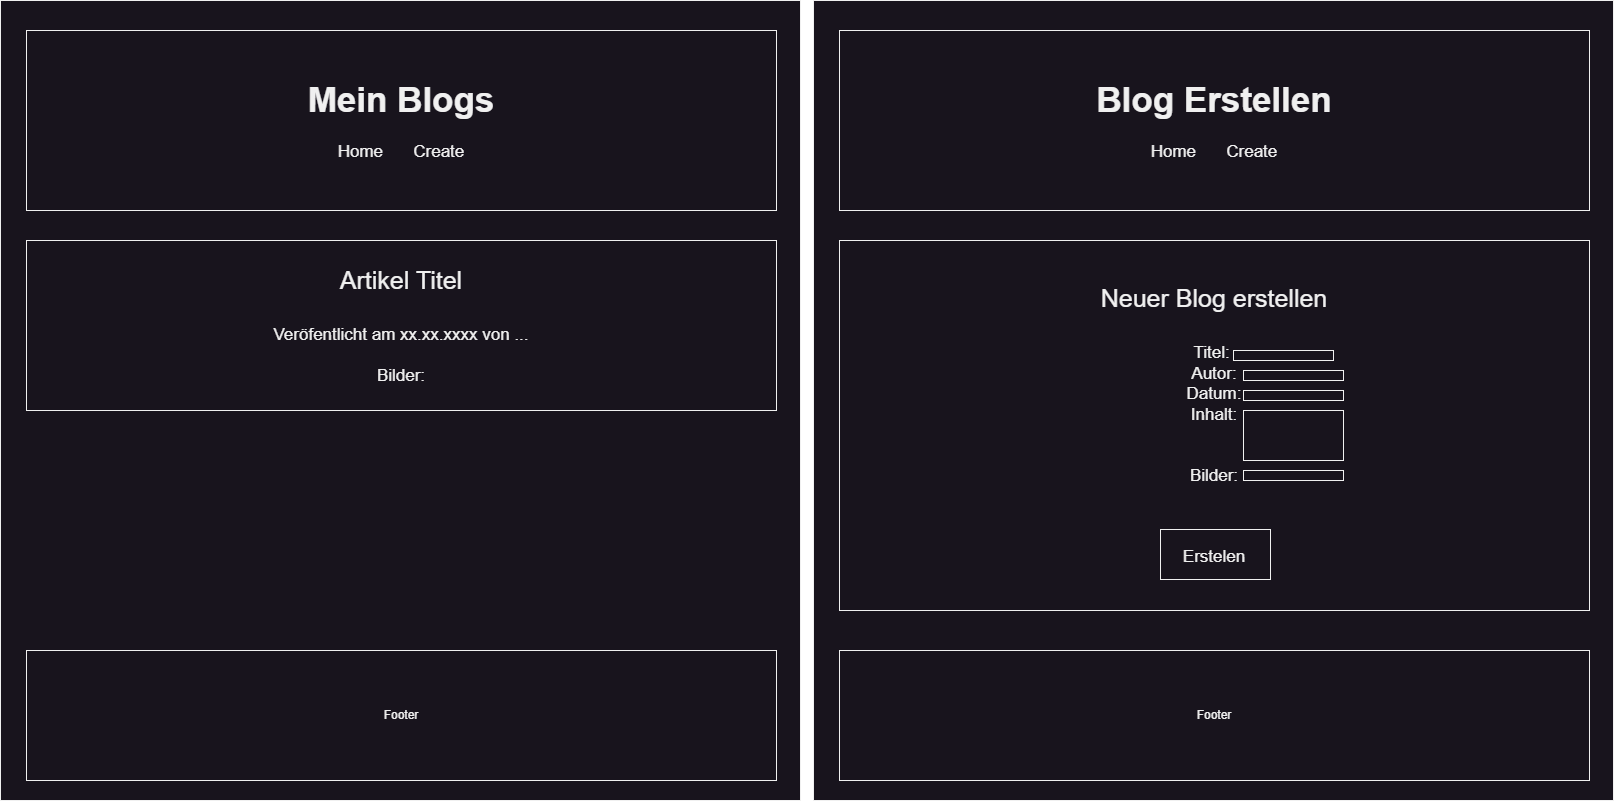 Mein Blogs
Home Create
Artikel Titel
Veröfentlicht am xx.xx.xxxx von ...
Bilder:
Footer
Blog Erstellen
Home Create
Neuer Blog erstellen
Titel:
Autor:
Datum:
Inhalt:
Bilder:
Erstelen
Footer